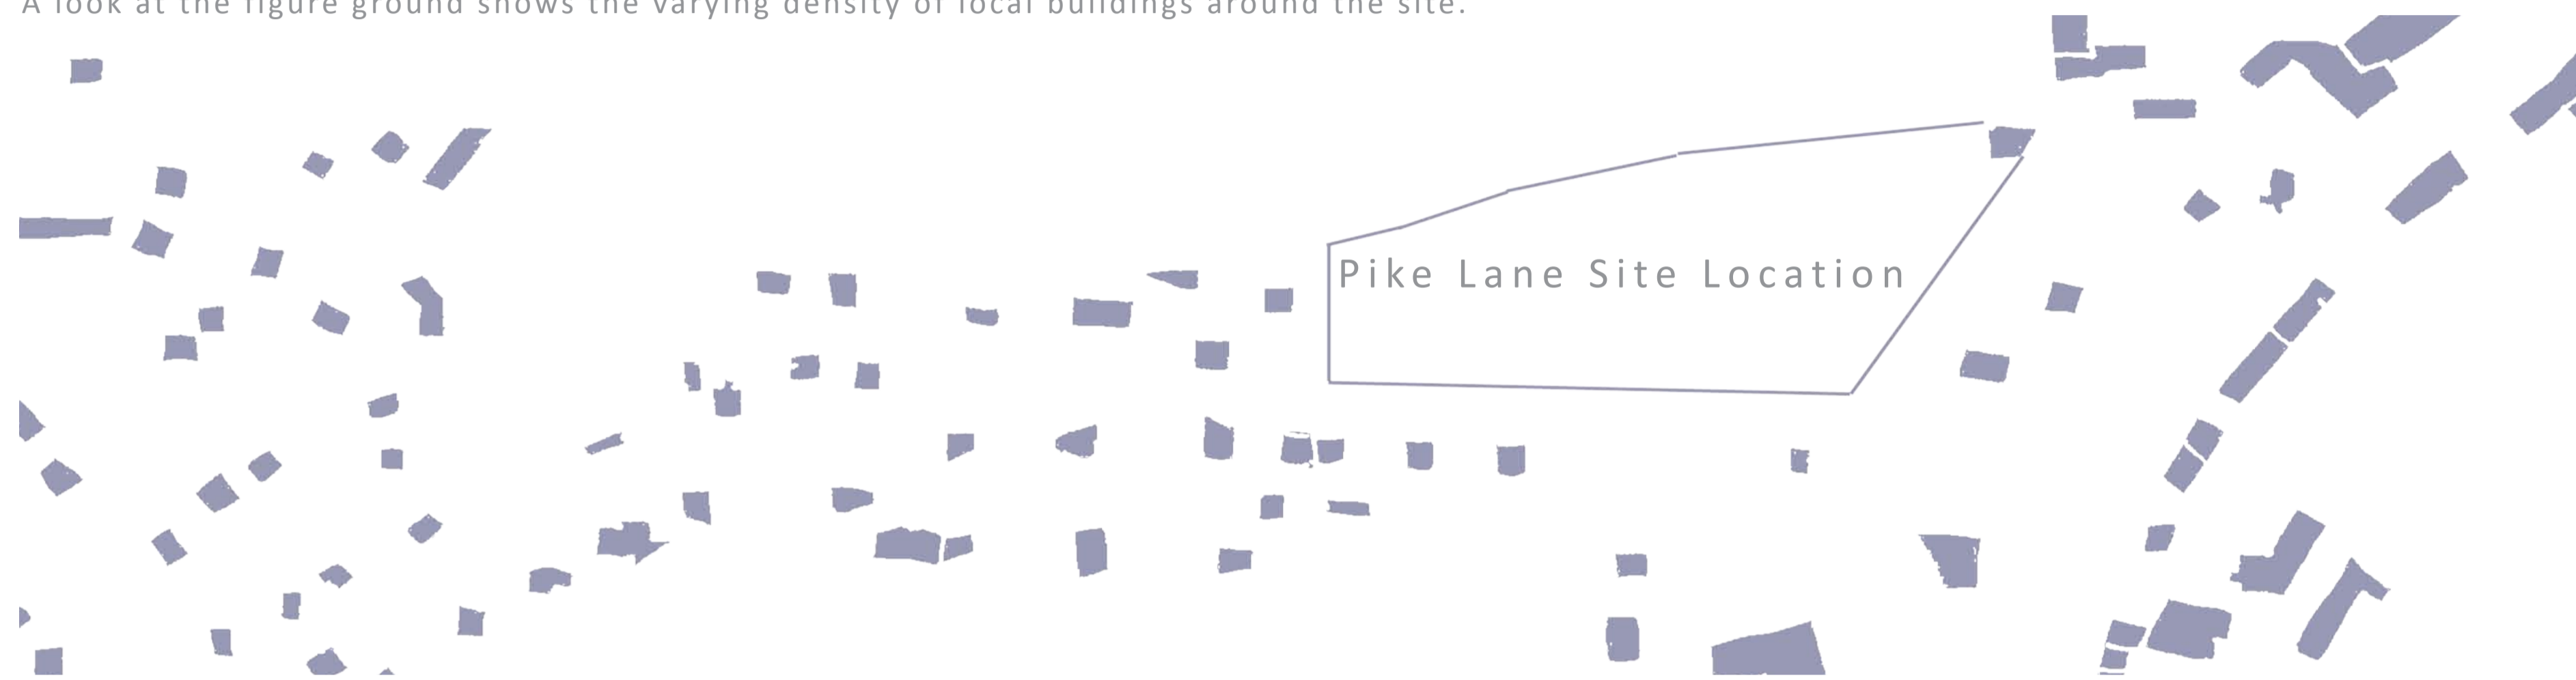 A look at the figure ground shows the varying density of local buildings around the site.
Pike Lane Site Location